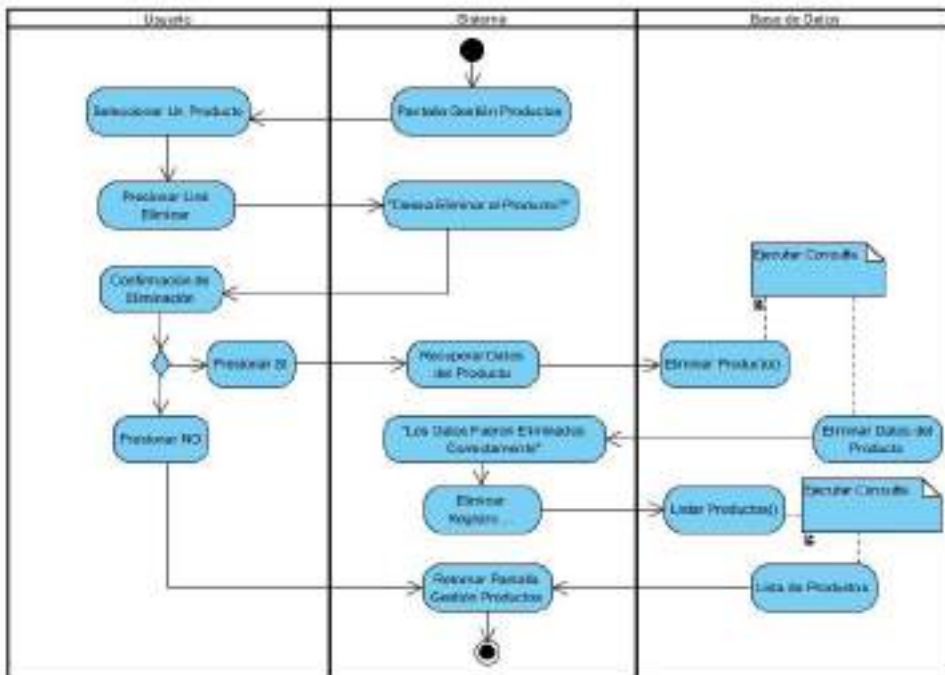 Usuario
Sistema
Base de Datos
Seleccionar Un Producto
Pantalla Gestión Productos
Presionar Link
Eliminar
"Desea Eliminar el Producto?"
Ejecutar Consulta
Confirmación de
Eliminación
Presionar SI
Recuperar Datos
del Producto
Eliminar Producto()
Presionar NO
"Los Datos Fueron Eliminados
Correctamente"
Eliminar Datos del
Producto
Eliminar
Registro ...
Listar Productos()
Ejecutar Consulta
Retornar Pantalla
Gestión Productos
Lista de Productos